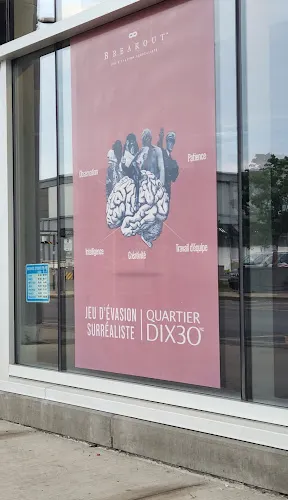 BREAKOUT
Observation
Patience
Intelligence
Créativité
Travail d'équipe
JEU D'ÉVASION
SURRÉALISTE
QUARTIER
DIX30